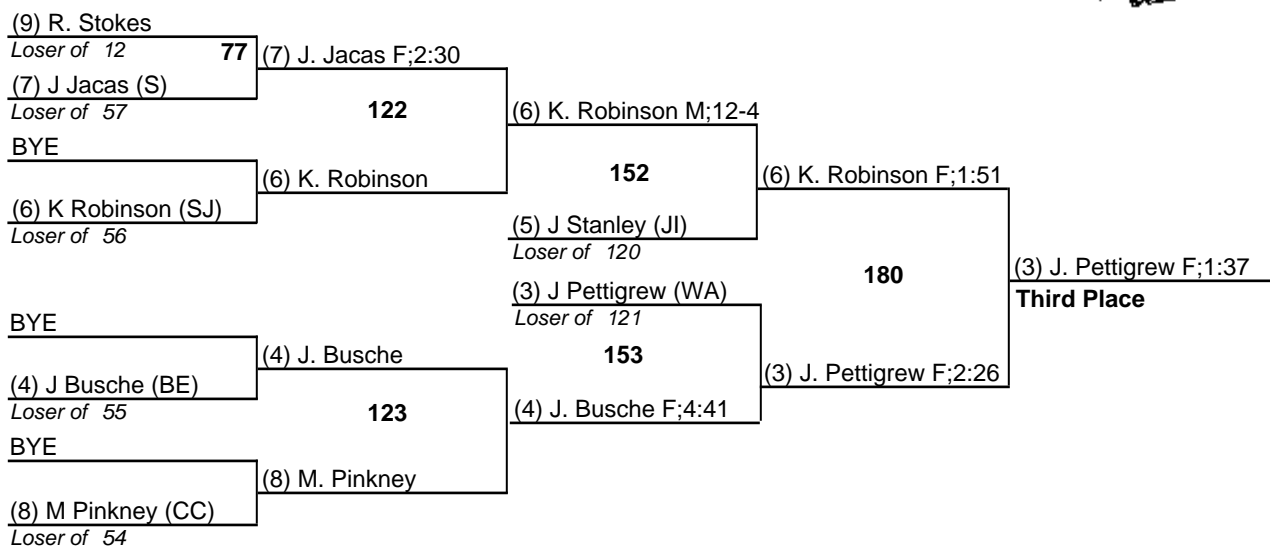 (9) R. Stokes
Loser of 12
77
(7) J. Jacas F;2:30
(7) J Jacas (S)
Loser of 57
122
(6) K. Robinson M;12-4
BYE
(6) K. Robinson
152
(6) K. Robinson F;1:51
(6) K Robinson (SJ)
Loser of 56
(5) J Stanley (JI)
Loser of 120
180
(3) J. Pettigrew F;1:37
Third Place
(3) J Pettigrew (WA)
Loser of 121
BYE
(4) J. Busche
153
(3) J. Pettigrew F;2:26
(4) J Busche (BE)
Loser of 55
123
(4) J. Busche F;4:41
BYE
(8) M. Pinkney
(8) M Pinkney (CC)
Loser of 54